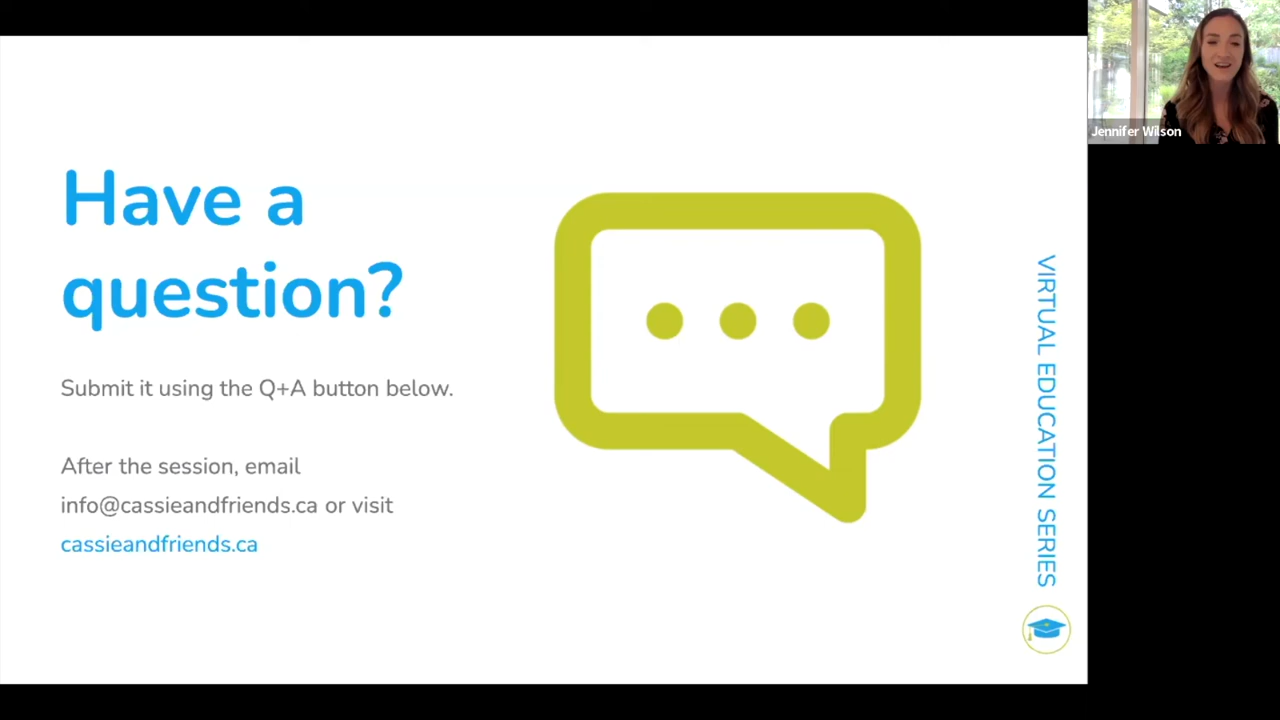 Have a
question?
Submit it using the Q+A button below.
After the session, email
info@cassieandfriends.ca or visit
cassieandfriends.ca
VIRTUAL EDUCATION SERIES
Jennifer Wilson